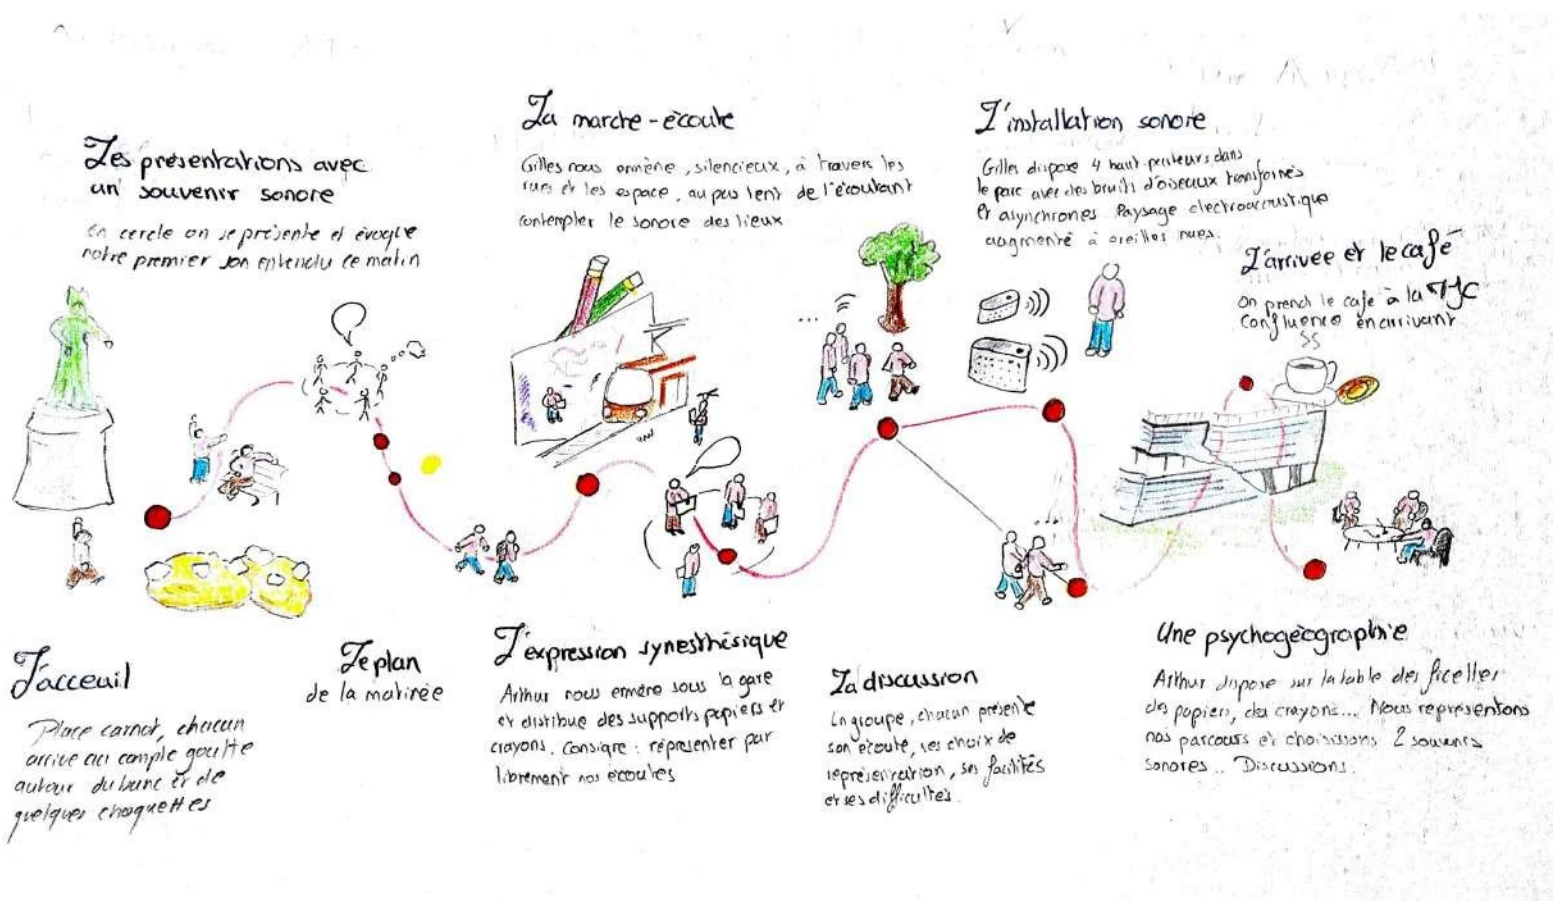 Les présentations avec
un souvenir sonore
En cercle on se présente et évoque
notre premier son entendu ce matin
La marche-écoute
Gilles nous emmène, silencieux, à travers les
rues et les espace, au pas lent de l'écoutant
contempler le sonore des lieux
L'installation sonore
Gilles dispose 4 haut-parleurs dans
le parc avec des bruits d'oiseaux transformés
et asynchrones Paysage electroacoustique
augmenté à oreilles nues.
L'arrivée et le café
On prend le café à la MJC
Confluence en arrivant
L'acceuil
Place carnot, chacun
arrive au compte goutte
autour du banc et de
quelques choquettes
Le plan
de la matinée
L'expression synesthésique
Arthur nous emmère sous la gare
et distribue des supports papiers et
crayons. Consigne : représenter par
librement nos écoutes
La discussion
En groupe, chacun présente
son écoute, ses choix de
représentation, ses facilités
et ses difficultés.
Une psychogéographie
Arthur dispose sur la table des ficelles
des papiers, des crayons... Nous représentons
nos parcours et choisissons 2 souvenirs
sonores.. Discussions.